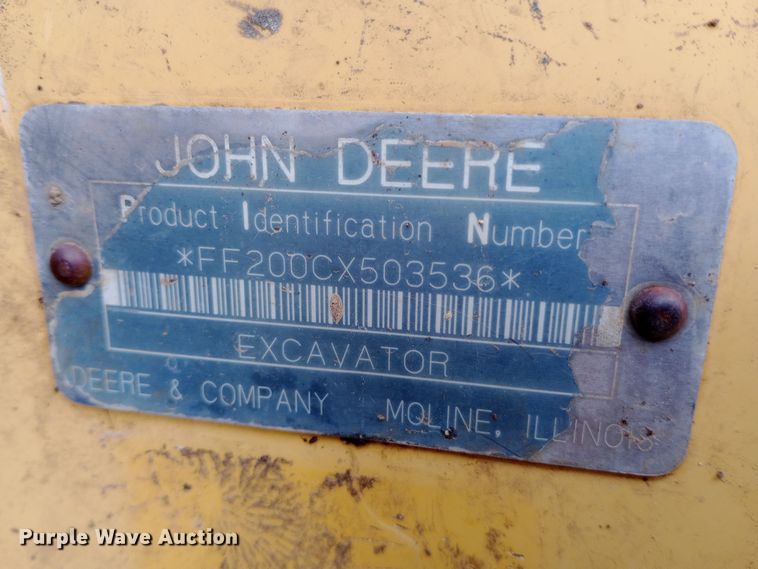 JOHN DEERE
Product Identification Number
*FF200CX503536*
EXCAVATOR
DEERE & COMPANY MOLINE, ILLINOIS
Purple Wave Auction